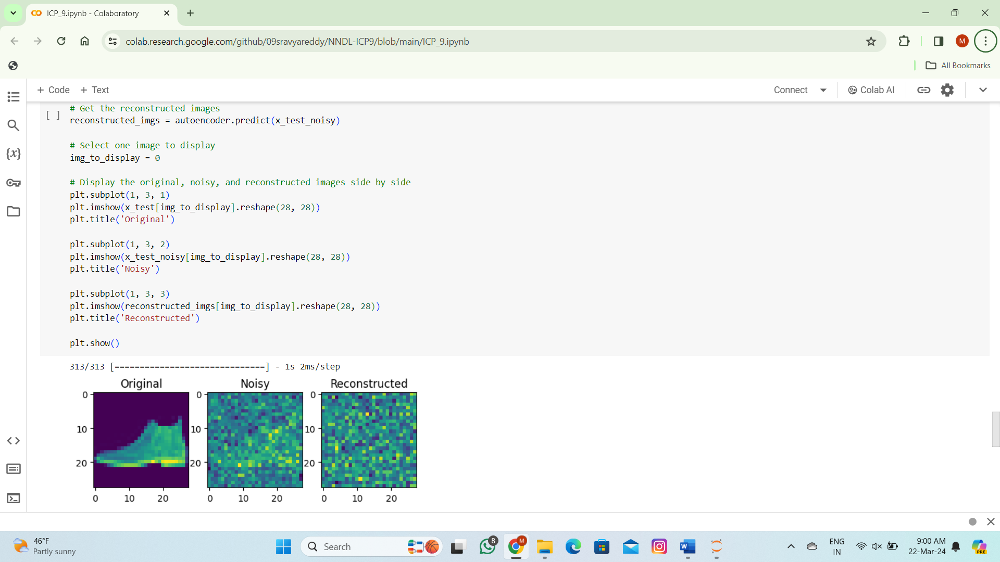 ICP_9.ipynb - Colaboratory
colab.research.google.com/github/09sravyareddy/NNDL-ICP9/blob/main/ICP_9.ipynb
M
All Bookmarks
+ Code + Text
Connect
Colab AI
{x}
[ ]
# Get the reconstructed images
reconstructed_imgs = autoencoder.predict(x_test_noisy)
# Select one image to display
img_to_display = 0
# Display the original, noisy, and reconstructed images side by side
plt.subplot(1, 3, 1)
plt.imshow(x_test[img_to_display].reshape(28, 28))
plt.title('Original')
plt.subplot(1, 3, 2)
plt.imshow(x_test_noisy[img_to_display].reshape(28, 28))
plt.title('Noisy')
plt.subplot(1, 3, 3)
plt.imshow(reconstructed_imgs[img_to_display].reshape(28, 28))
plt.title('Reconstructed')
plt.show()
313/313 [==============================] - 1s 2ms/step
Original Noisy Reconstructed
0 0 0
10 10 10
20 20 20
0 10 20 0 10 20 0 10 20
46°F
Partly sunny
Search
8
M
W
ENG
IN
9:00 AM
22-Mar-24
PRE